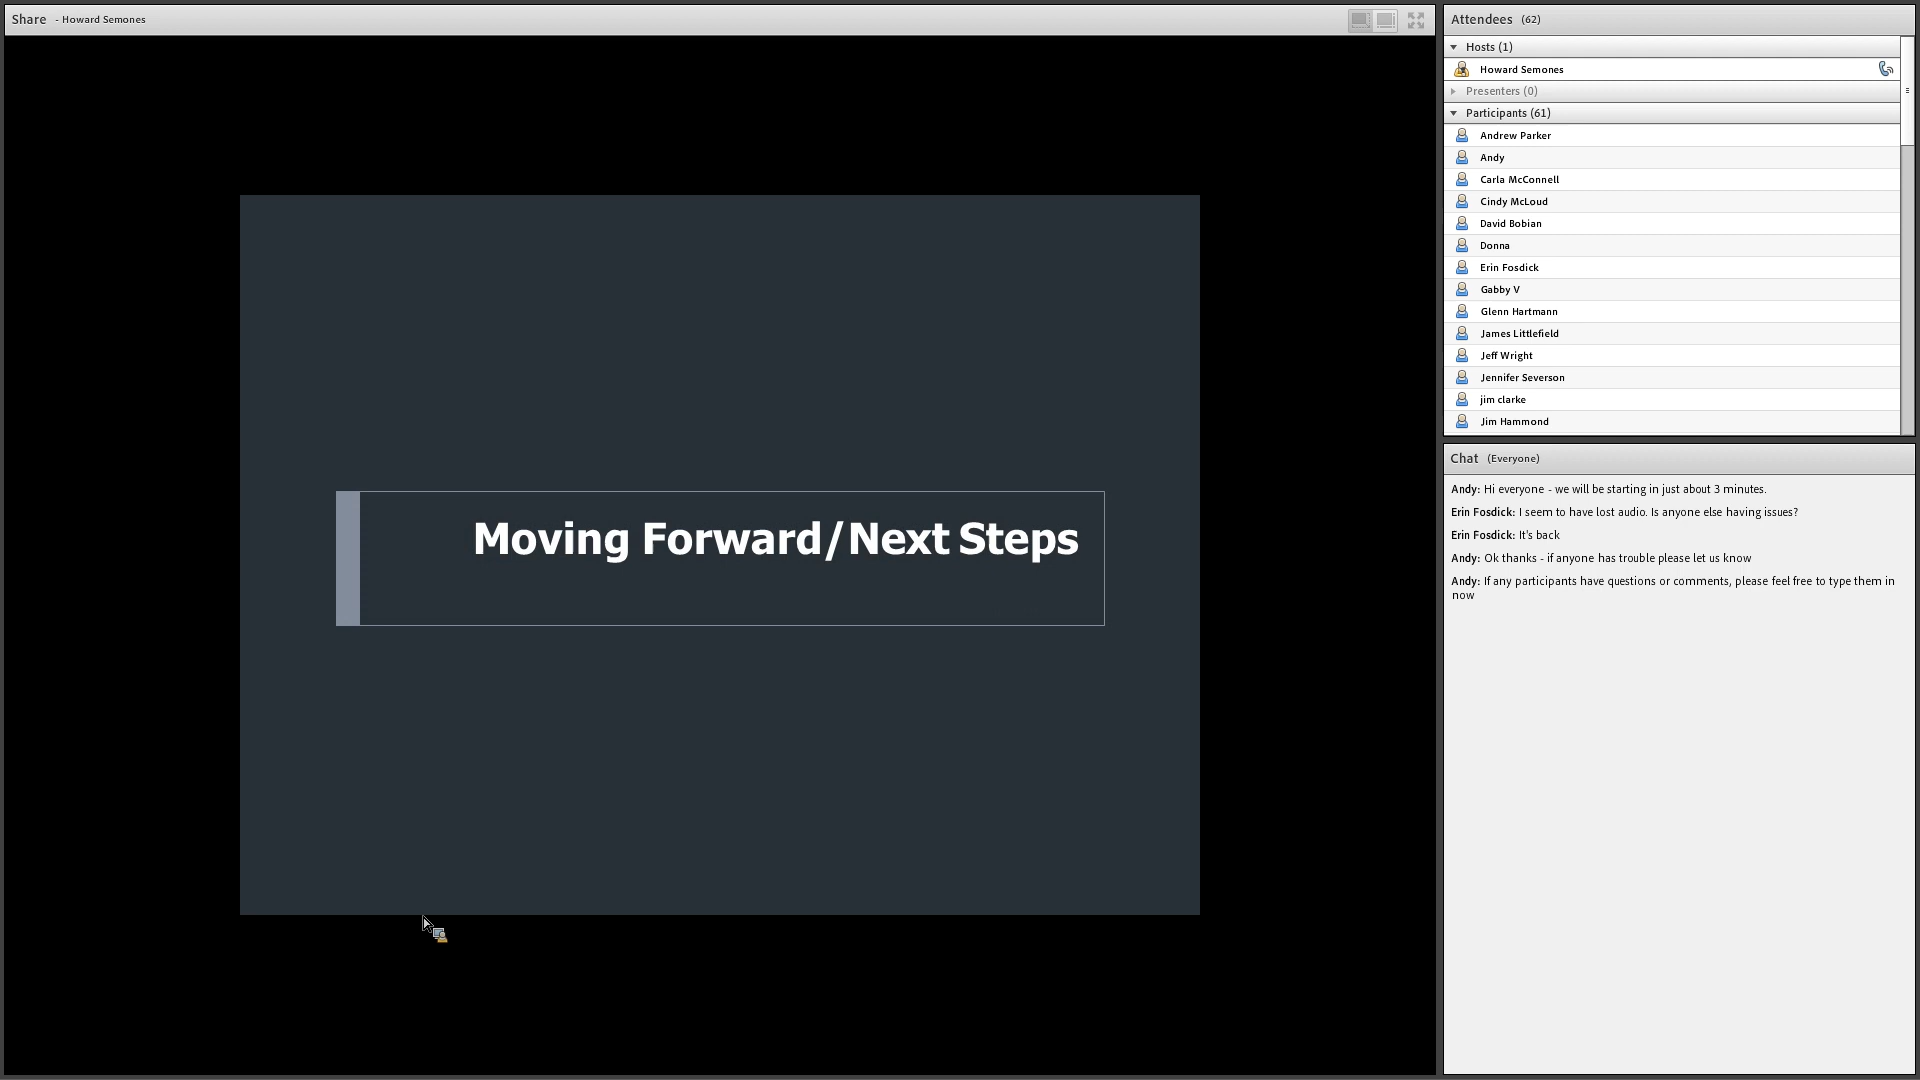 Share - Howard Semones
Moving Forward/Next Steps
Attendees (62)
Hosts (1)
Howard Semones
Presenters (0)
Participants (61)
Andrew Parker
Andy
Carla McConnell
Cindy McLoud
David Bobian
Donna
Erin Fosdick
Gabby V
Glenn Hartmann
James Littlefield
Jeff Wright
Jennifer Severson
jim clarke
Jim Hammond
Chat (Everyone)
Andy: Hi everyone - we will be starting in just about 3 minutes.
Erin Fosdick: I seem to have lost audio. Is anyone else having issues?
Erin Fosdick: It's back
Andy: Ok thanks - if anyone has trouble please let us know
Andy: If any participants have questions or comments, please feel free to type them in
now